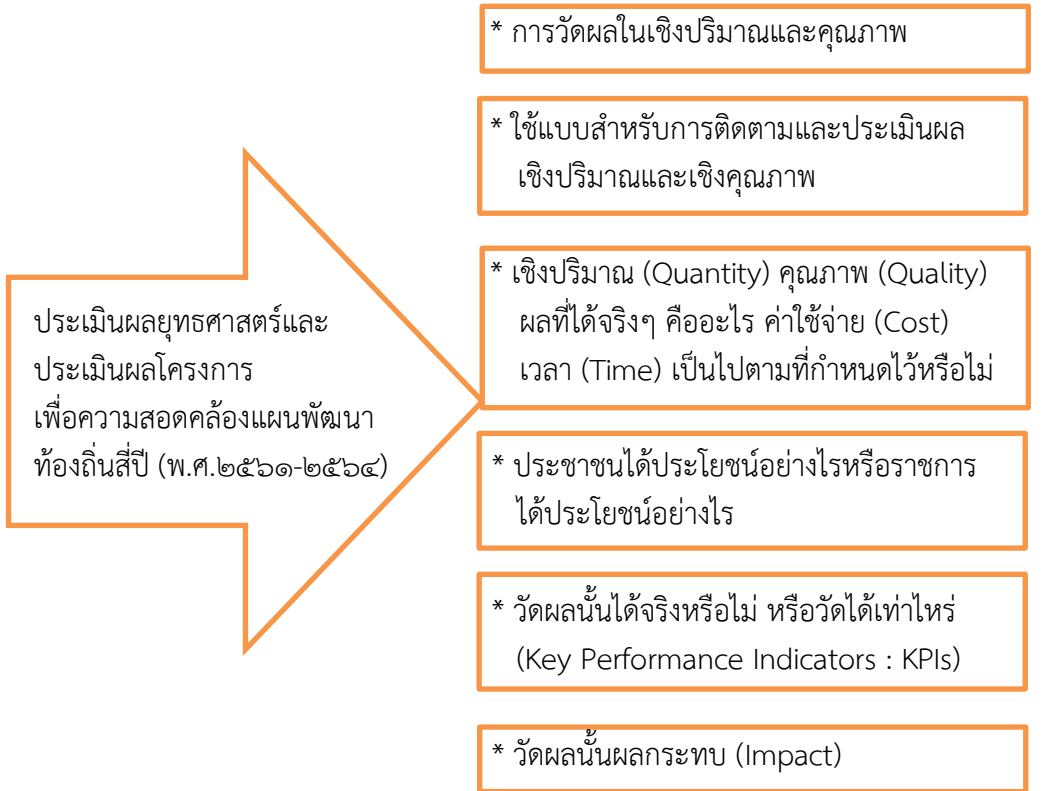 * การวัดผลในเชิงปริมาณและคุณภาพ
* ใช้แบบสำหรับการติดตามและประเมินผล
เชิงปริมาณและเชิงคุณภาพ
* เชิงปริมาณ (Quantity) คุณภาพ (Quality)
ผลที่ได้จริงๆ คืออะไร ค่าใช้จ่าย (Cost)
เวลา (Time) เป็นไปตามที่กำหนดไว้หรือไม่
ประเมินผลยุทธศาสตร์และ
ประเมินผลโครงการ
เพื่อความสอดคล้องแผนพัฒนา
ท้องถิ่นสี่ปี (พ.ศ.๒๕๖๑-๒๕๖๔)
* ประชาชนได้ประโยชน์อย่างไรหรือราชการ
ได้ประโยชน์อย่างไร
* วัดผลนั้นได้จริงหรือไม่ หรือวัดได้เท่าไหร่
(Key Performance Indicators : KPIs)
* วัดผลนั้นผลกระทบ (Impact)